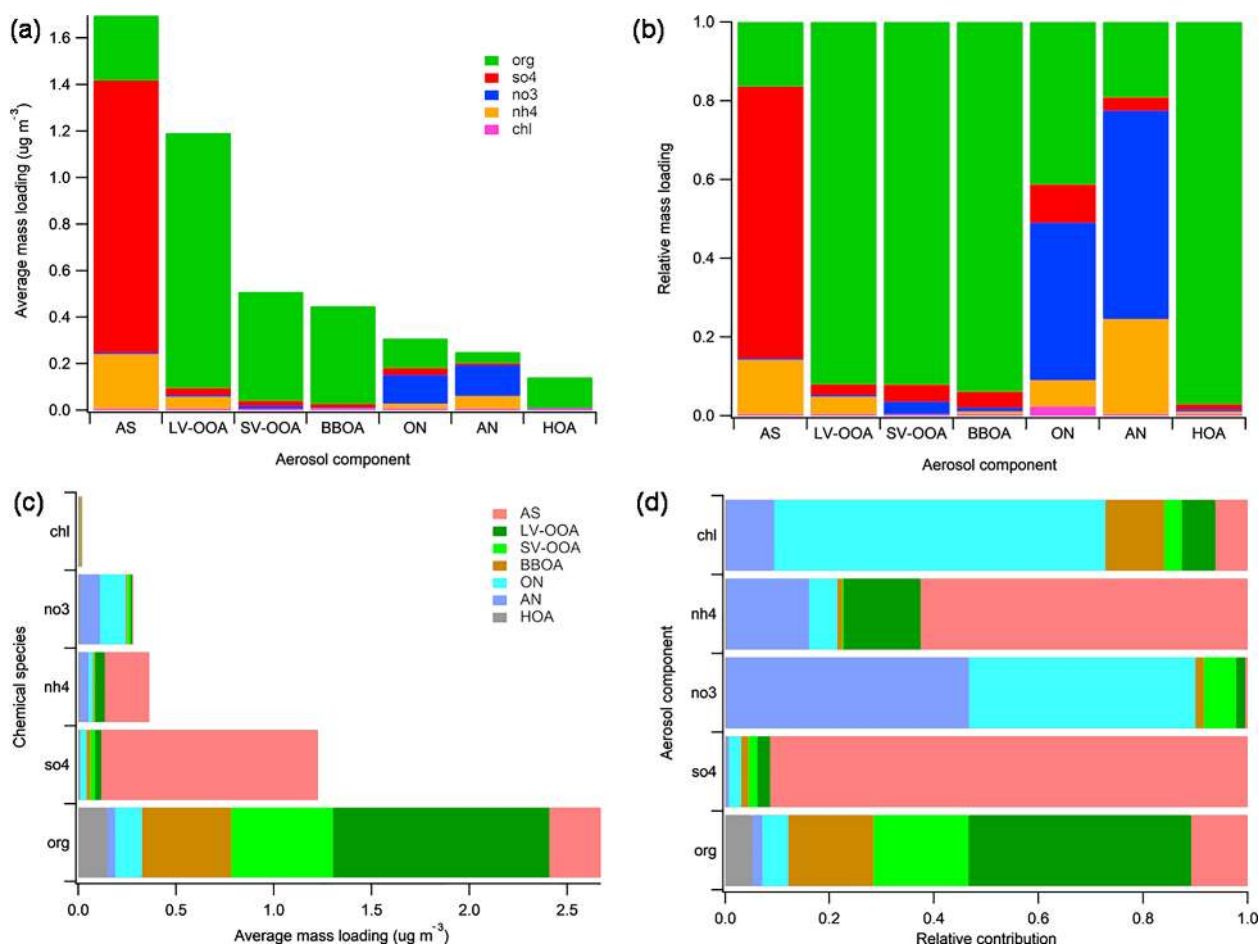 (a)
Average mass loading (ug m-3)
1.6
1.4
1.2
1.0
0.8
0.6
0.4
0.2
0.0
org
so4
no3
nh4
chl
AS LV-OOA SV-OOA BBOA ON AN HOA
Aerosol component
(b)
Relative mass loading
1.0
0.8
0.6
0.4
0.2
0.0
AS LV-OOA SV-OOA BBOA ON AN HOA
Aerosol component
(c)
Chemical species
chl
no3
nh4
so4
org
AS
LV-OOA
SV-OOA
BBOA
ON
AN
HOA
0.0 0.5 1.0 1.5 2.0 2.5
Average mass loading (ug m-3)
(d)
Aerosol component
chl
nh4
no3
so4
org
0.0 0.2 0.4 0.6 0.8 1.0
Relative contribution